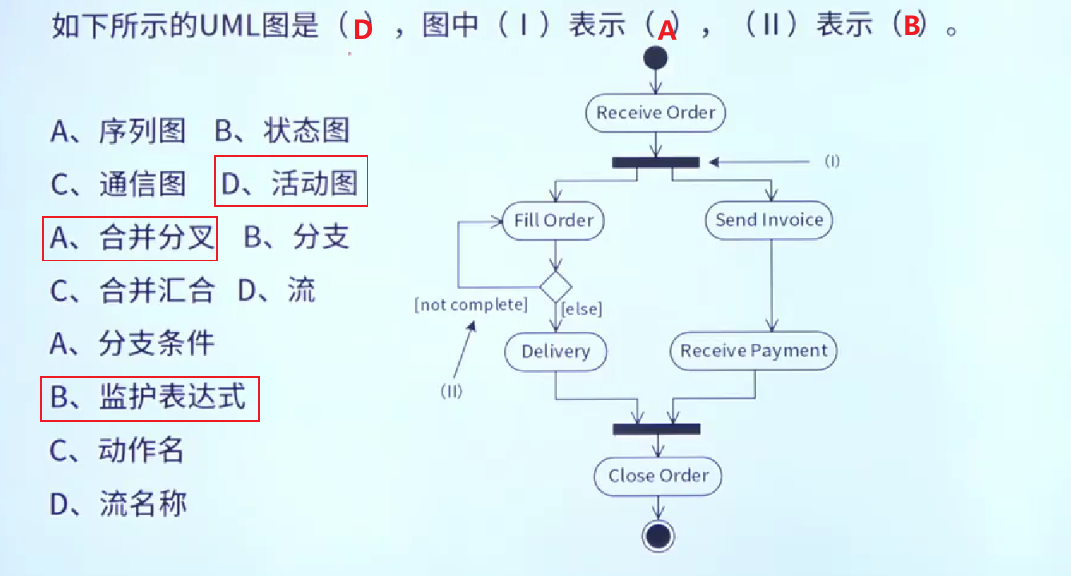 如下所示的UML图是（D），图中（Ⅰ）表示（A），（Ⅱ）表示（B）。
Receive Order
A、序列图 B、状态图
(I)
C、通信图 D、活动图
Fill Order Send Invoice
A、合并分叉 B、分支
C、合并汇合 D、流
[not complete] [else]
A、分支条件
Delivery Receive Payment
(II)
B、监护表达式
C、动作名
Close Order
D、流名称